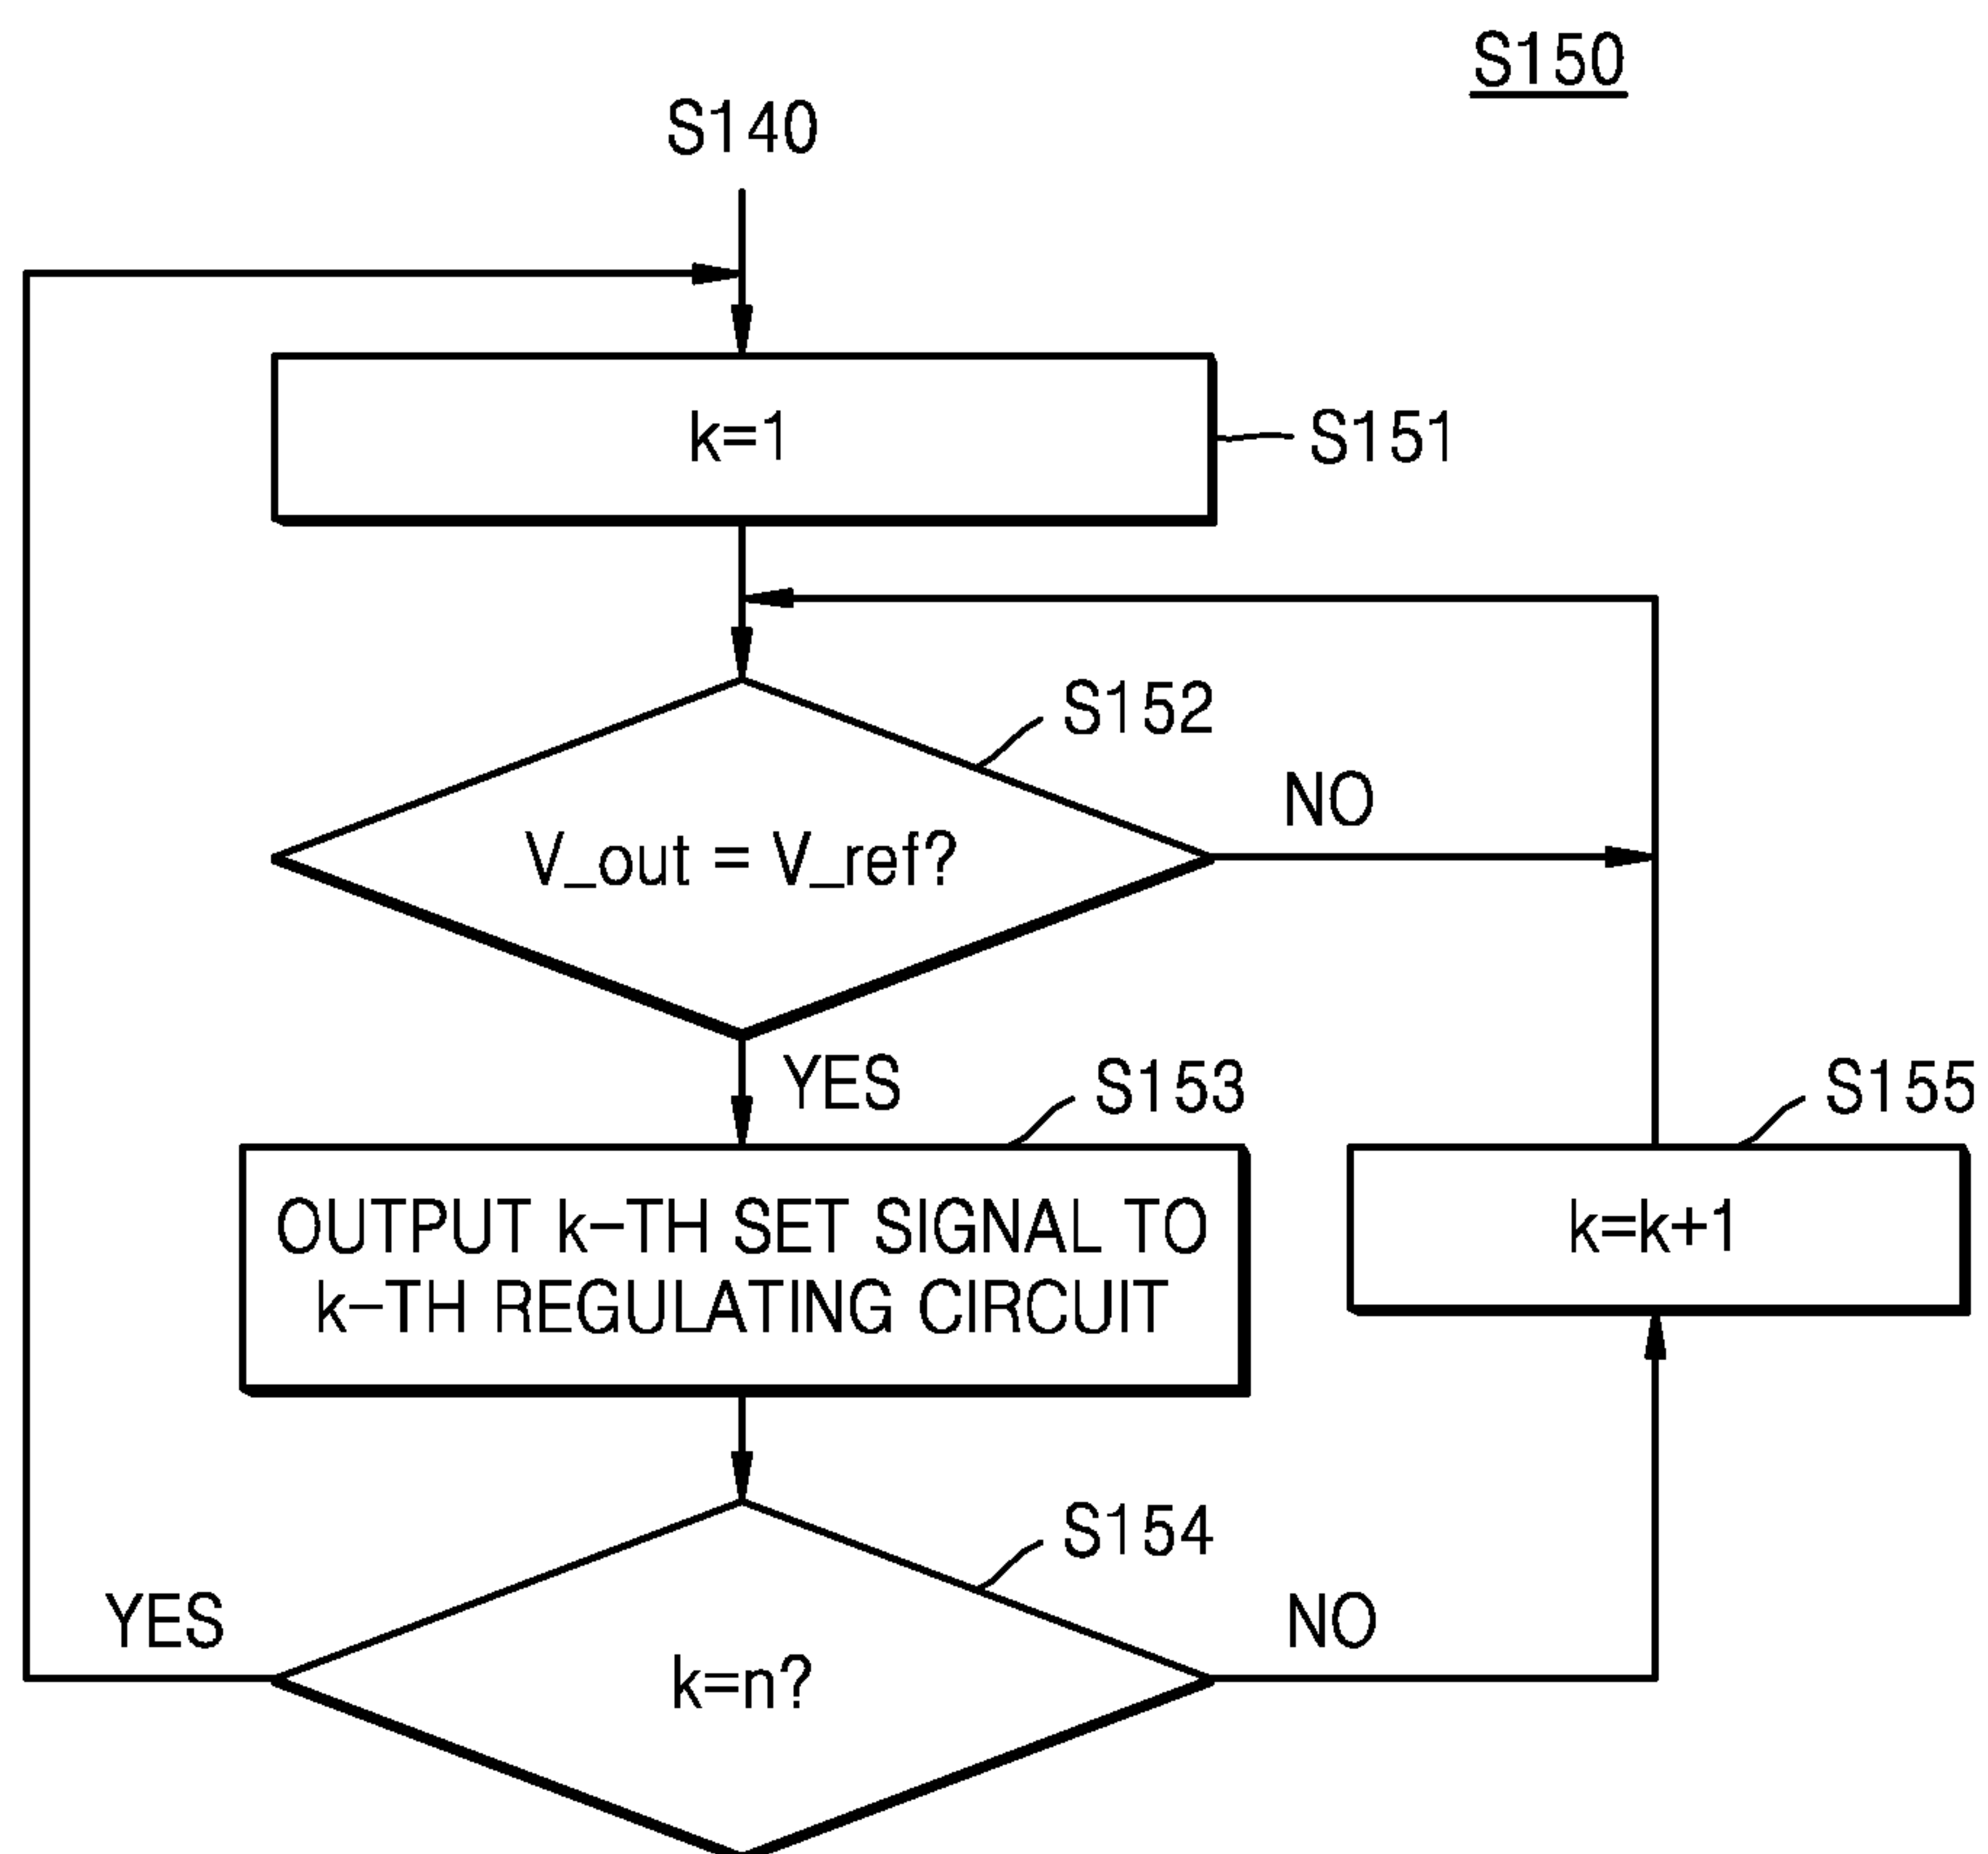 S150
S140
k=1
S151
S152
NO
V_out = V_ref?
YES
S153
S155
OUTPUT k-TH SET SIGNAL TO
k-TH REGULATING CIRCUIT
k=k+1
S154
YES
NO
k=n?